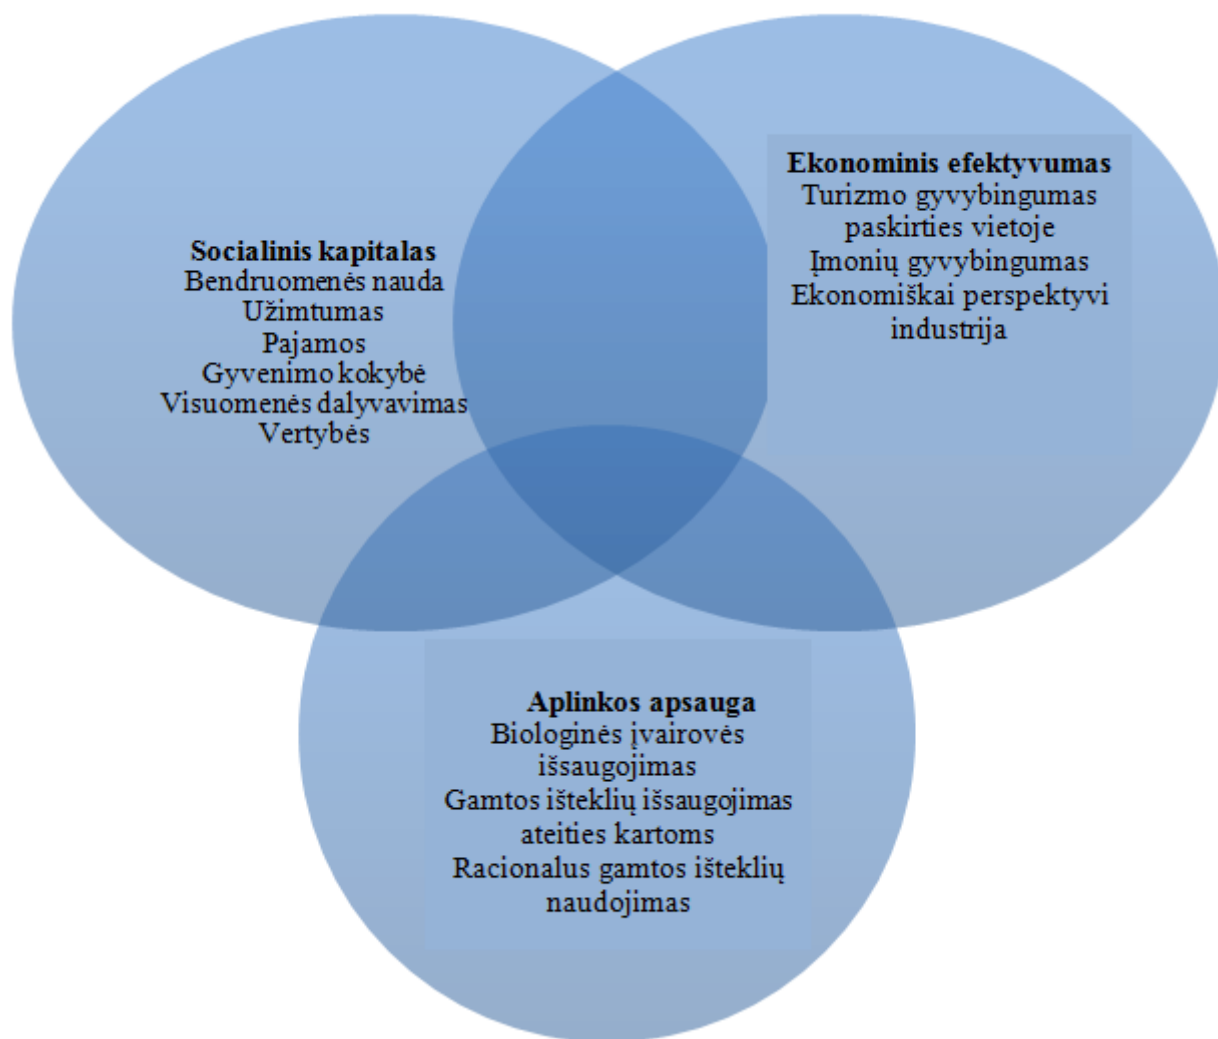 Socialinis kapitalas
Bendruomenės nauda
Užimtumas
Pajamos
Gyvenimo kokybė
Visuomenės dalyvavimas
Vertybės
Ekonominis efektyvumas
Turizmo gyvybingumas
paskirties vietoje
Įmonių gyvybingumas
Ekonomiškai perspektyvi
industrija
Aplinkos apsauga
Biologinės įvairovės
išsaugojimas
Gamtos išteklių išsaugojimas
ateities kartoms
Racionalus gamtos išteklių
naudojimas